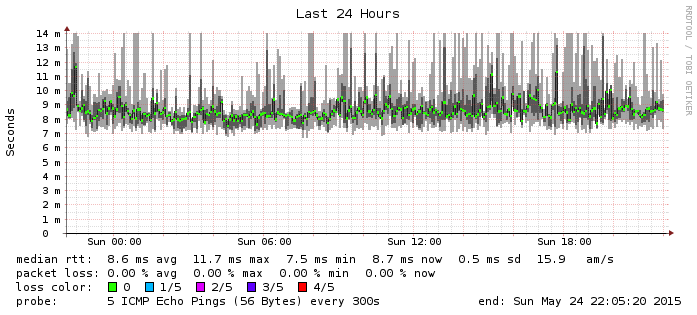 Last 24 Hours
RRDTOOL / TOBI OETIKER
Seconds
14 m
13 m
12 m
11 m
10 m
9 m
8 m
7 m
6 m
5 m
4 m
3 m
2 m
1 m
0
Sun 00:00 Sun 06:00 Sun 12:00 Sun 18:00
median rtt: 8.6 ms avg 11.7 ms max 7.5 ms min 8.7 ms now 0.5 ms sd 15.9 am/s
packet loss: 0.00 % avg 0.00 % max 0.00 % min 0.00 % now
loss color: 0 1/5 2/5 3/5 4/5
probe: 5 ICMP Echo Pings (56 Bytes) every 300s end: Sun May 24 22:05:20 2015